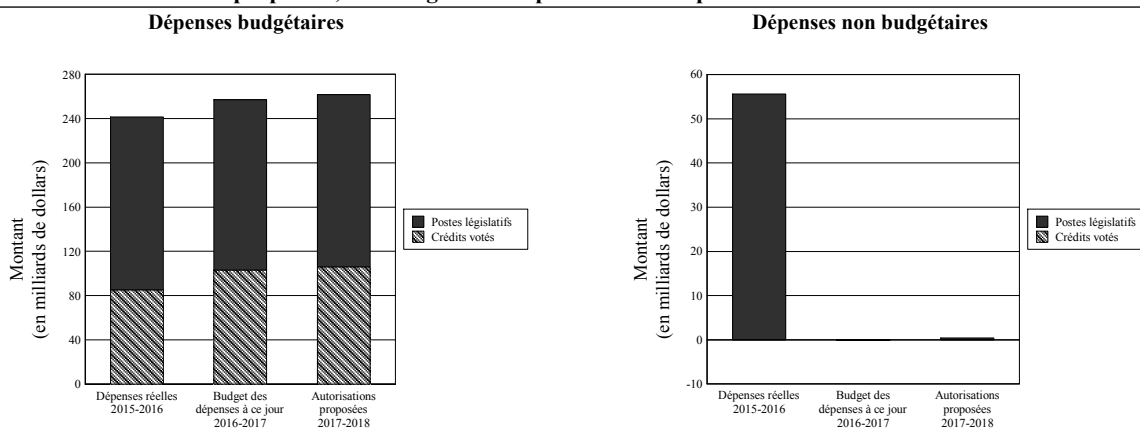 Dépenses budgétaires
Dépenses non budgétaires
Montant
(en milliards de dollars)
280
240
200
160
120
80
40
0
Dépenses réelles
2015-2016
Budget des
dépenses à ce jour
2016-2017
Autorisations
proposées
2017-2018
Postes législatifs
Crédits votés
Montant
(en milliards de dollars)
60
50
40
30
20
10
0
-10
Dépenses réelles
2015-2016
Budget des
dépenses à ce jour
2016-2017
Autorisations
proposées
2017-2018
Postes législatifs
Crédits votés